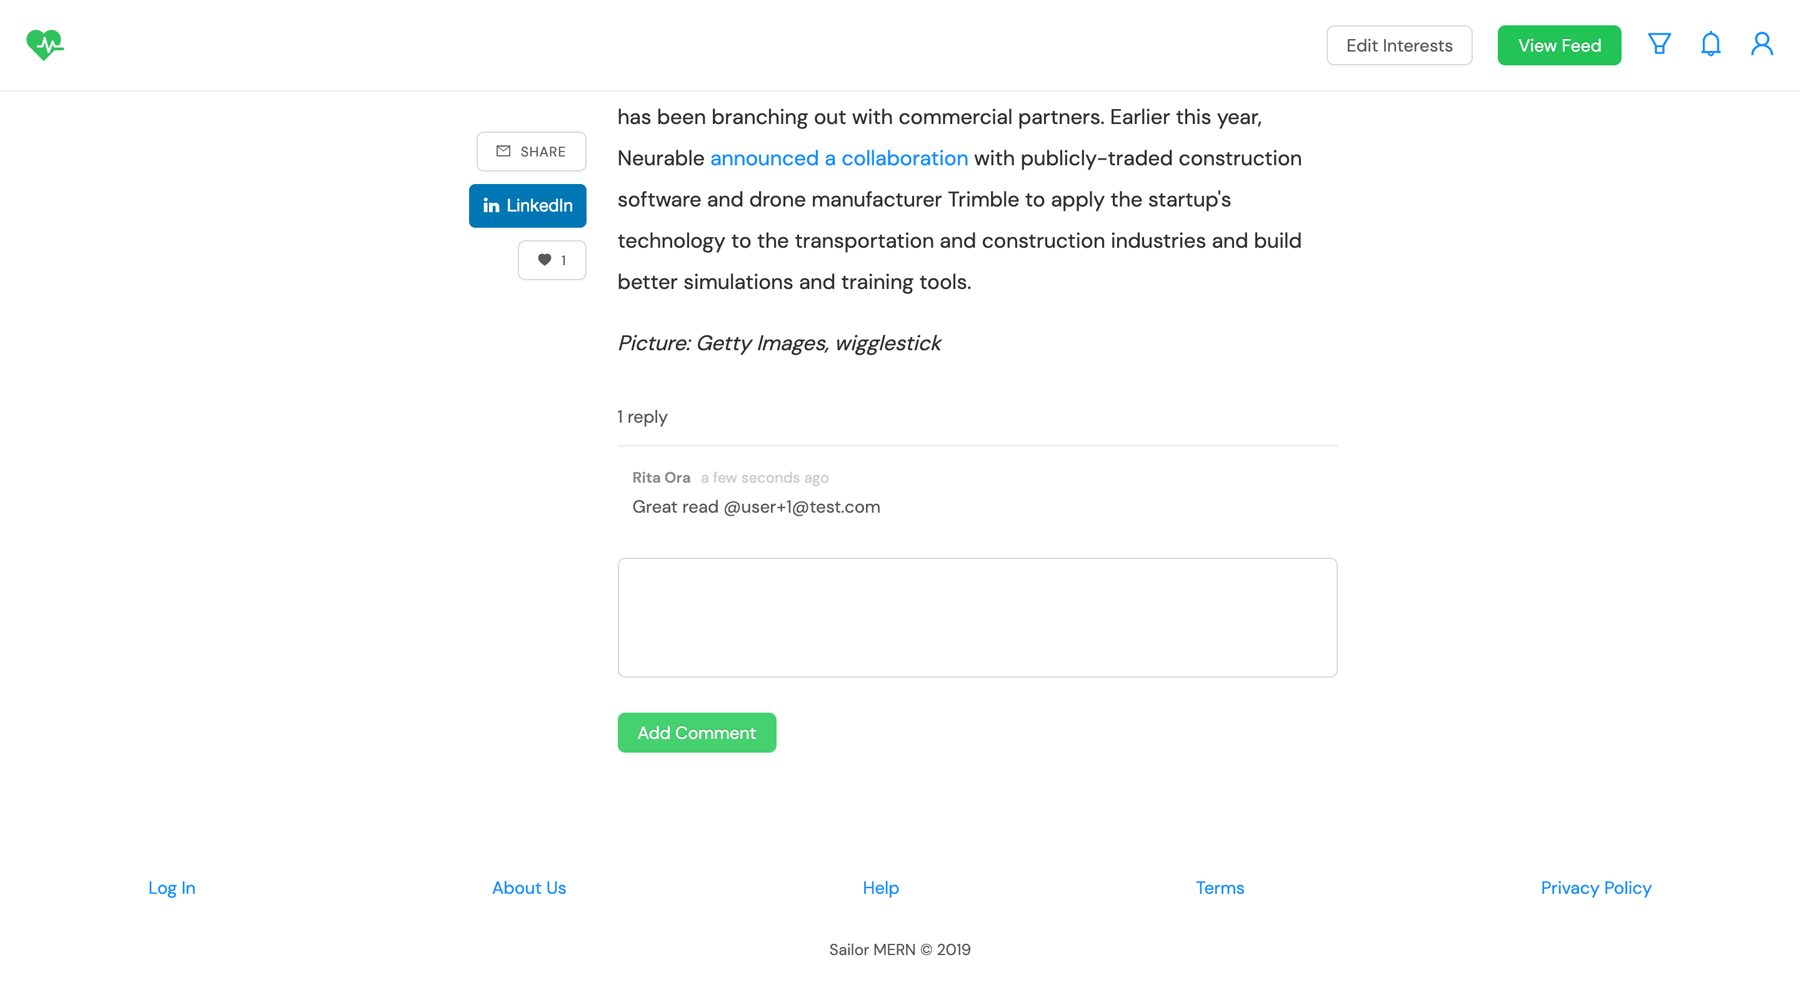 Edit Interests
View Feed
has been branching out with commercial partners. Earlier this year,
SHARE
Neurable announced a collaboration with publicly-traded construction
LinkedIn
software and drone manufacturer Trimble to apply the startup's
technology to the transportation and construction industries and build
1
better simulations and training tools.
Picture: Getty Images, wigglestick
1 reply
Rita Ora a few seconds ago
Great read @user+1@test.com
Add Comment
Log In
About Us
Help
Terms
Privacy Policy
Sailor MERN © 2019